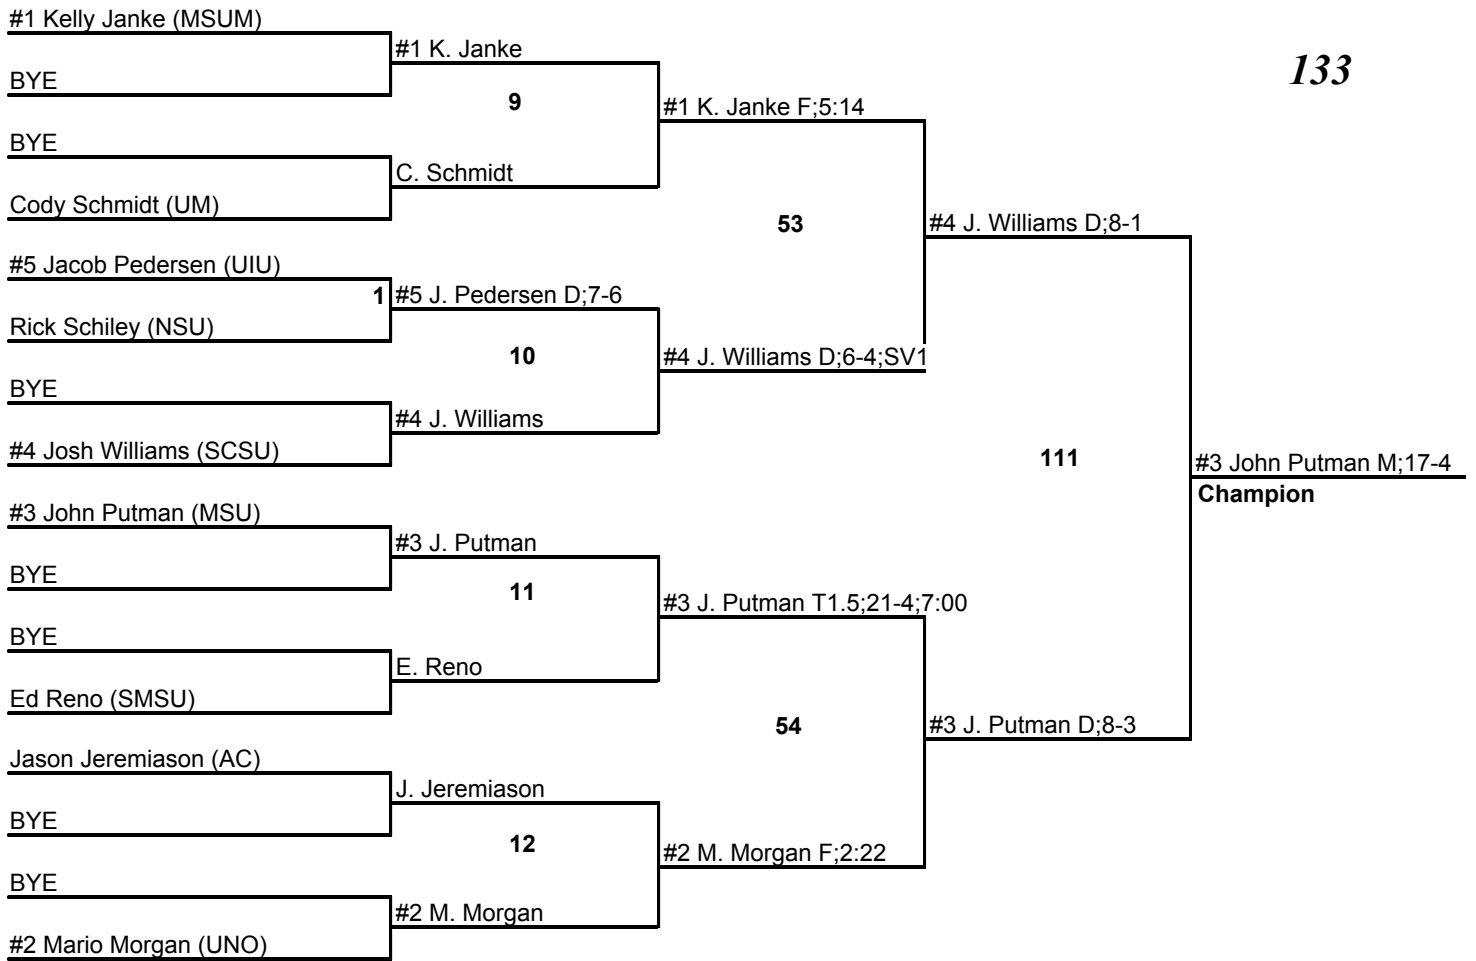 #1 Kelly Janke (MSUM)
#1 K. Janke
133
BYE
9
#1 K. Janke F;5:14
BYE
C. Schmidt
Cody Schmidt (UM)
53
#4 J. Williams D;8-1
#5 Jacob Pedersen (UIU)
1
#5 J. Pedersen D;7-6
Rick Schiley (NSU)
10
#4 J. Williams D;6-4;SV1
BYE
#4 J. Williams
#4 Josh Williams (SCSU)
111
#3 John Putman M;17-4
Champion
#3 John Putman (MSU)
#3 J. Putman
BYE
11
#3 J. Putman T1.5;21-4;7:00
BYE
E. Reno
Ed Reno (SMSU)
54
#3 J. Putman D;8-3
Jason Jeremiason (AC)
J. Jeremiason
BYE
12
#2 M. Morgan F;2:22
BYE
#2 M. Morgan
#2 Mario Morgan (UNO)